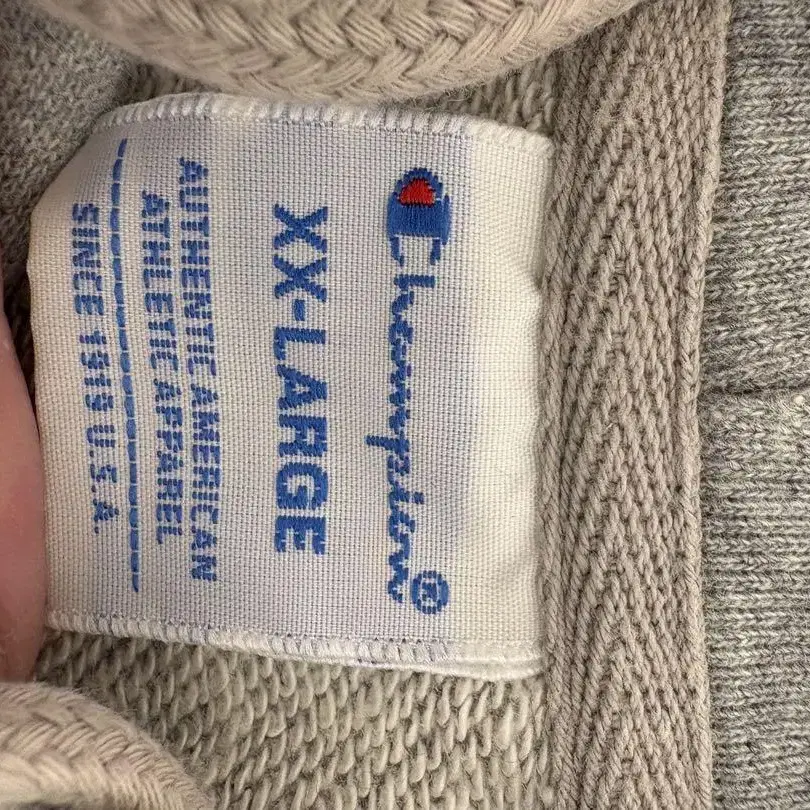 Champion®
XX-LARGE
AUTHENTIC AMERICAN
ATHLETIC APPAREL
SINCE 1919 U.S.A.